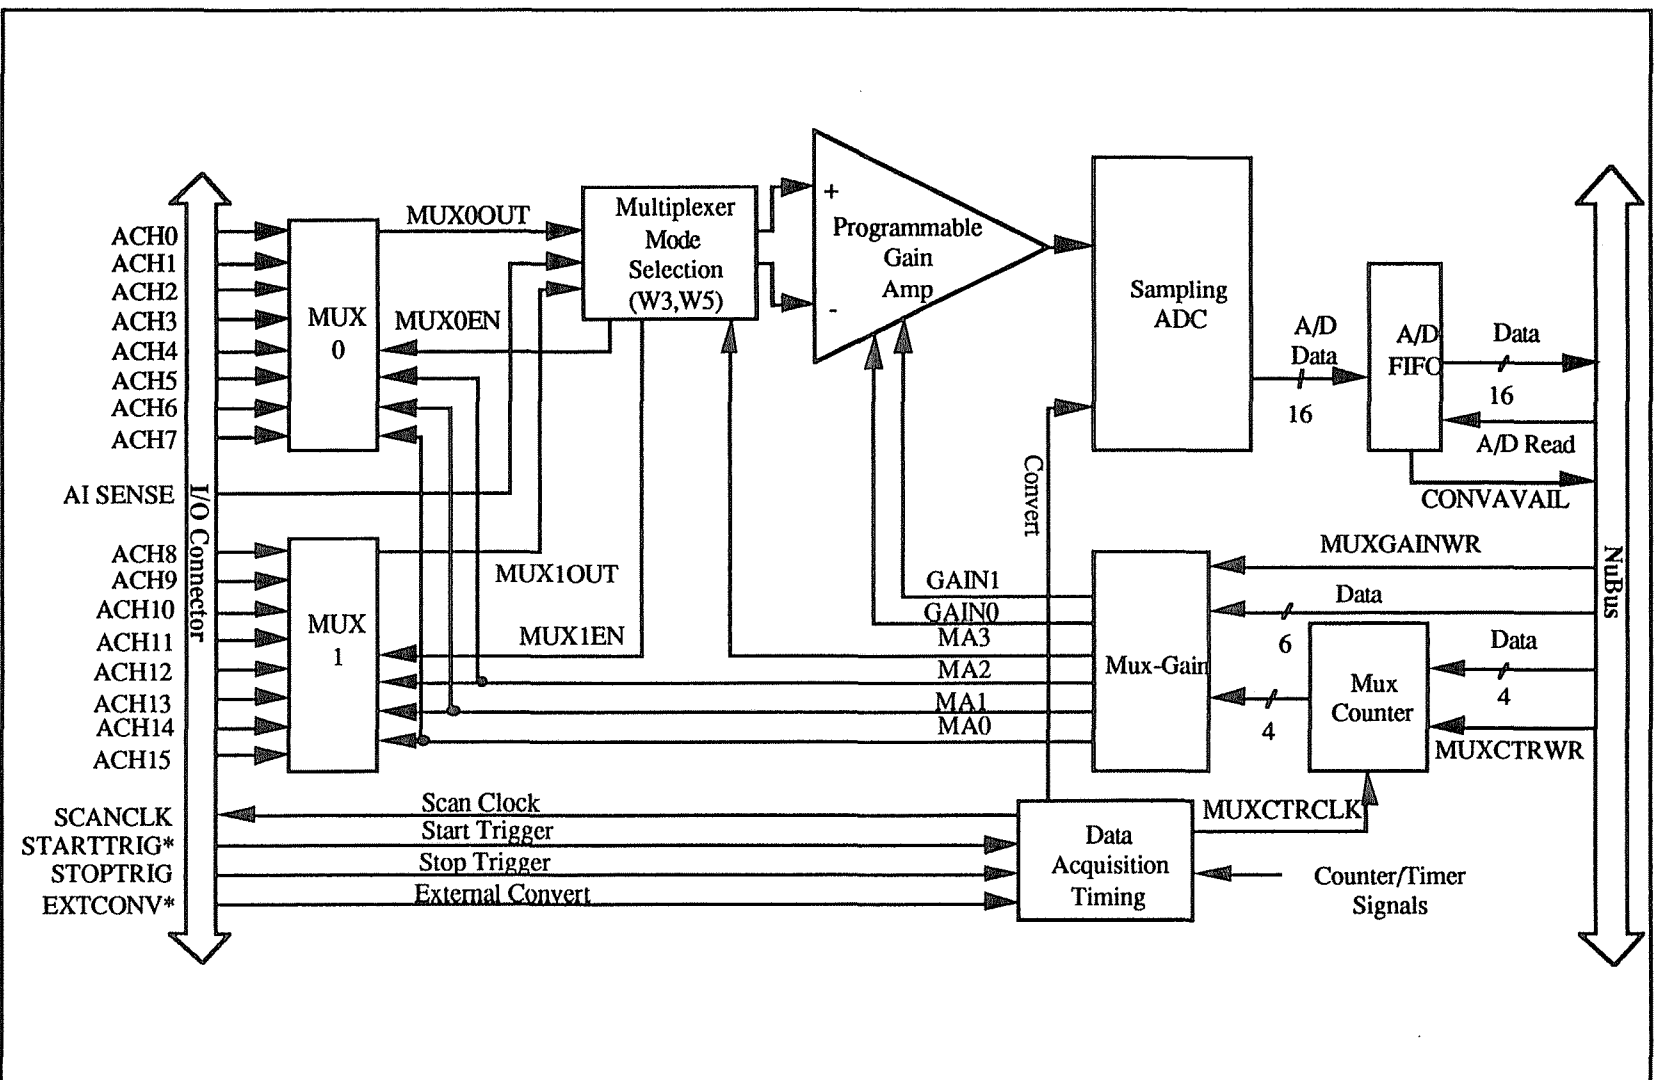 MUX0OUT
Multiplexer
Mode
Selection
(W3,W5)
+
Programmable
Gain
Amp
-
Sampling
ADC
A/D
Data
16
A/D
FIFO
Data
16
A/D Read
CONVAVAIL
ACH0
ACH1
ACH2
ACH3
ACH4
ACH5
ACH6
ACH7
MUX
0
MUX0EN
AI SENSE
I/O Connector
ACH8
ACH9
ACH10
ACH11
ACH12
ACH13
ACH14
ACH15
MUX
1
MUX1OUT
MUX1EN
Convert
GAIN1
GAIN0
MA3
MA2
MA1
MA0
Mux-Gain
MUXGAINWR
Data
6
Data
4
Mux
Counter
4
MUXCTRWR
NuBus
SCANCLK
STARTTRIG*
STOPTRIG
EXTCONV*
Scan Clock
Start Trigger
Stop Trigger
External Convert
Data
Acquisition
Timing
MUXCTRCLK
Counter/Timer
Signals